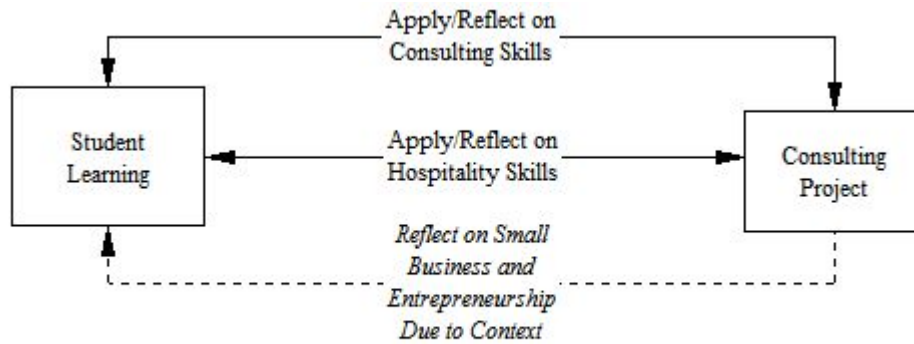 Apply/Reflect on
Consulting Skills
Student
Learning
Apply/Reflect on
Hospitality Skills
Consulting
Project
Reflect on Small
Business and
Entrepreneurship
Due to Context